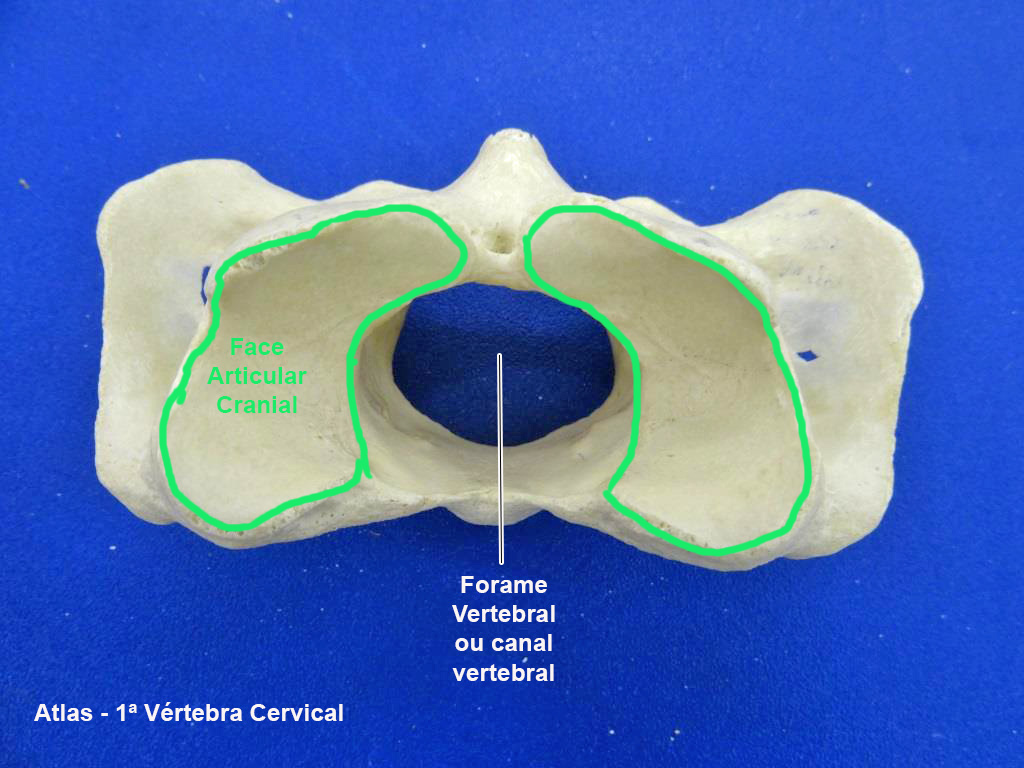 Face
Articular
Cranial
Forame
Vertebral
ou canal
vertebral
Atlas - 1ª Vértebra Cervical